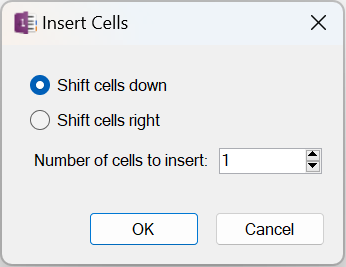 Insert Cells
Shift cells down
Shift cells right
Number of cells to insert: 1
OK Cancel